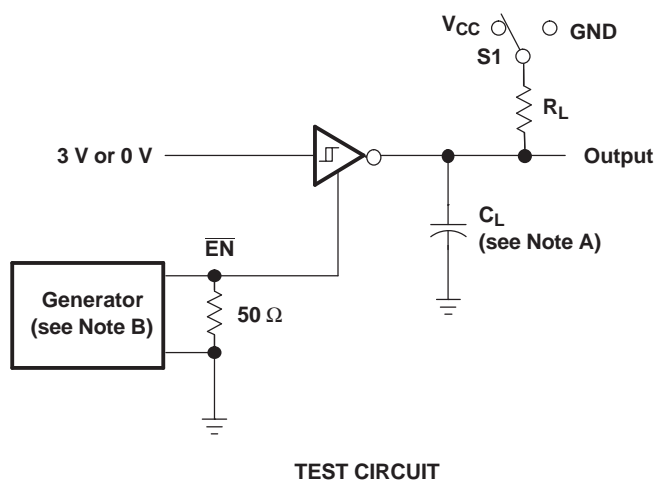 VCC
GND
S1
RL
3 V or 0 V
Output
CL
(see Note A)
EN
Generator
(see Note B)
50 Ω
TEST CIRCUIT